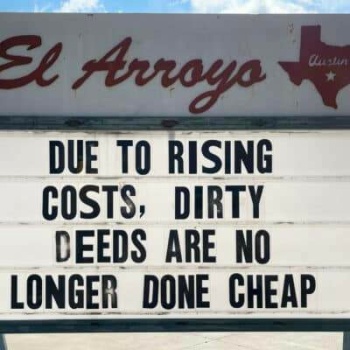 El Arroyo
Austin
DUE TO RISING
COSTS, DIRTY
DEEDS ARE NO
LONGER DONE CHEAP